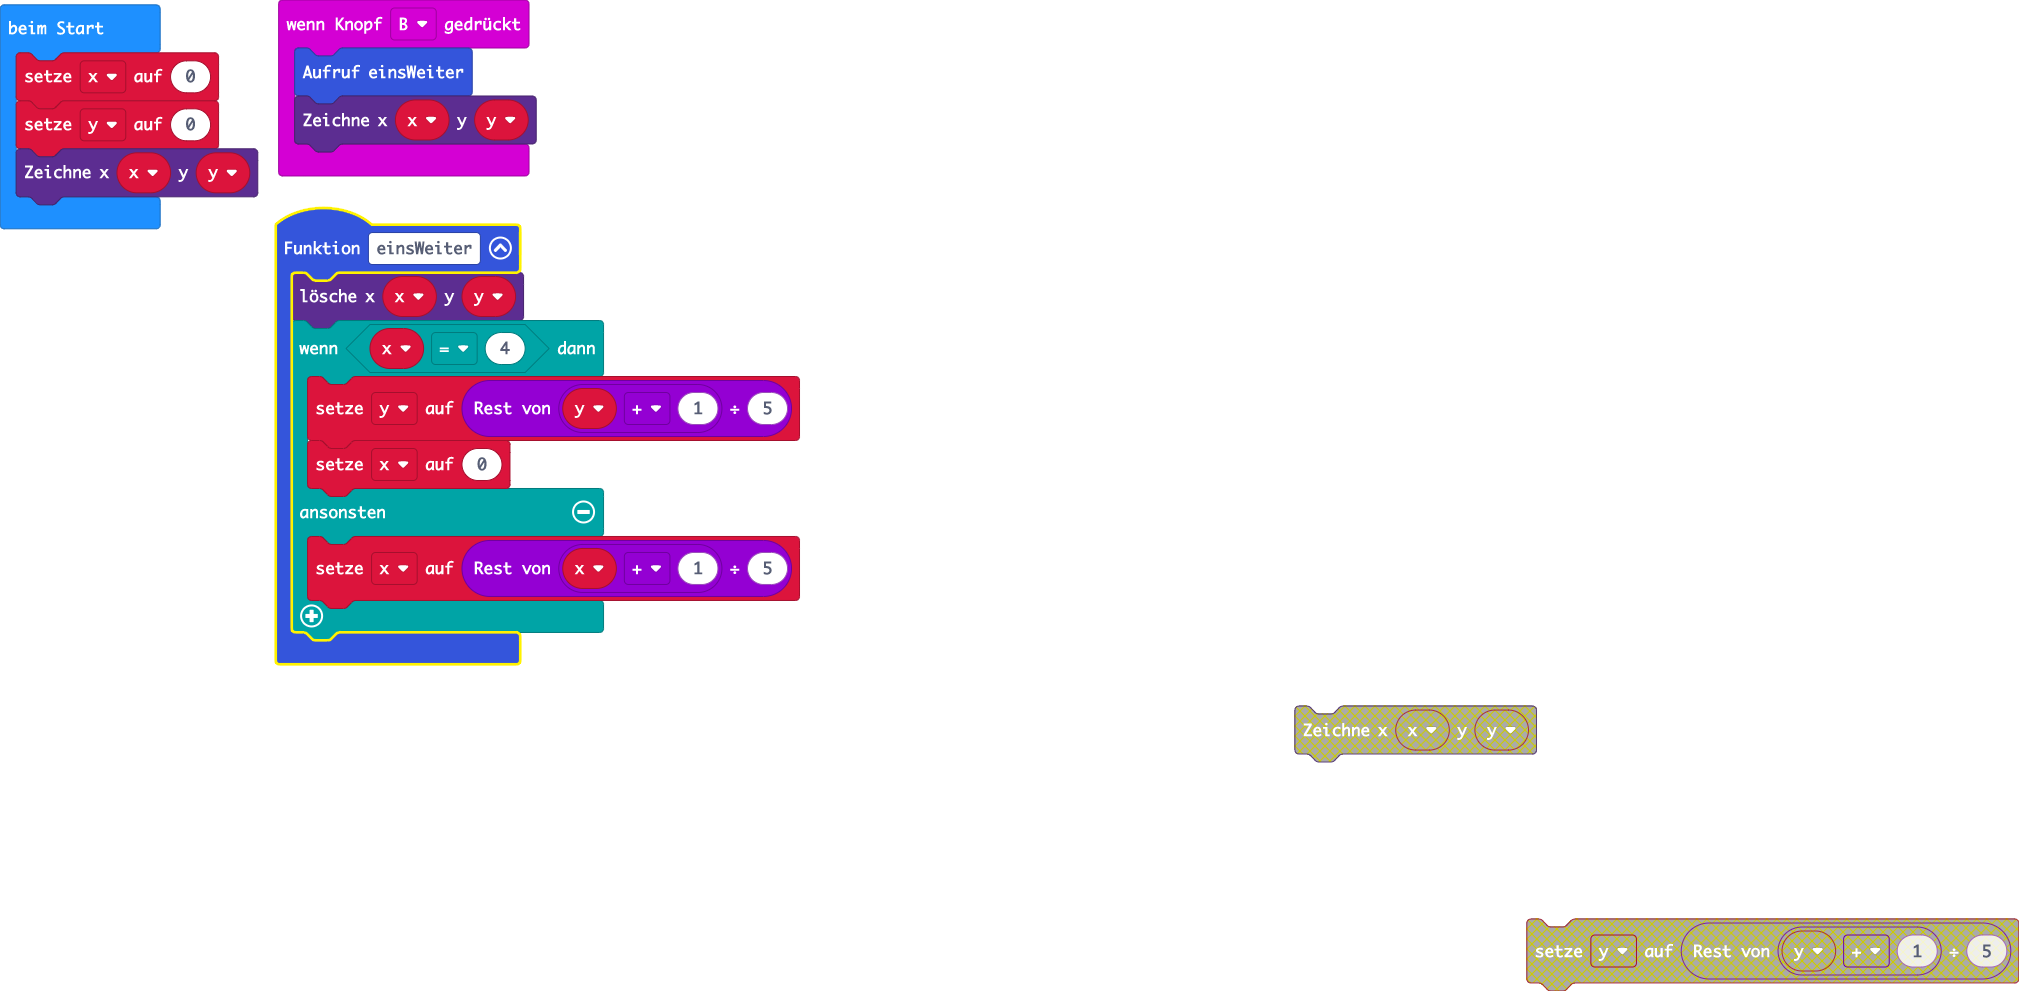 beim Start
setze x auf 0
setze y auf 0
Zeichne x x y y
wenn Knopf B gedrückt
Aufruf einsWeiter
Zeichne x x y y
Funktion einsWeiter
lösche x x y y
wenn x = 4 dann
setze y auf Rest von y + 1 ÷ 5
setze x auf 0
ansonsten
setze x auf Rest von x + 1 ÷ 5
Zeichne x x y y
setze y auf Rest von y + 1 ÷ 5